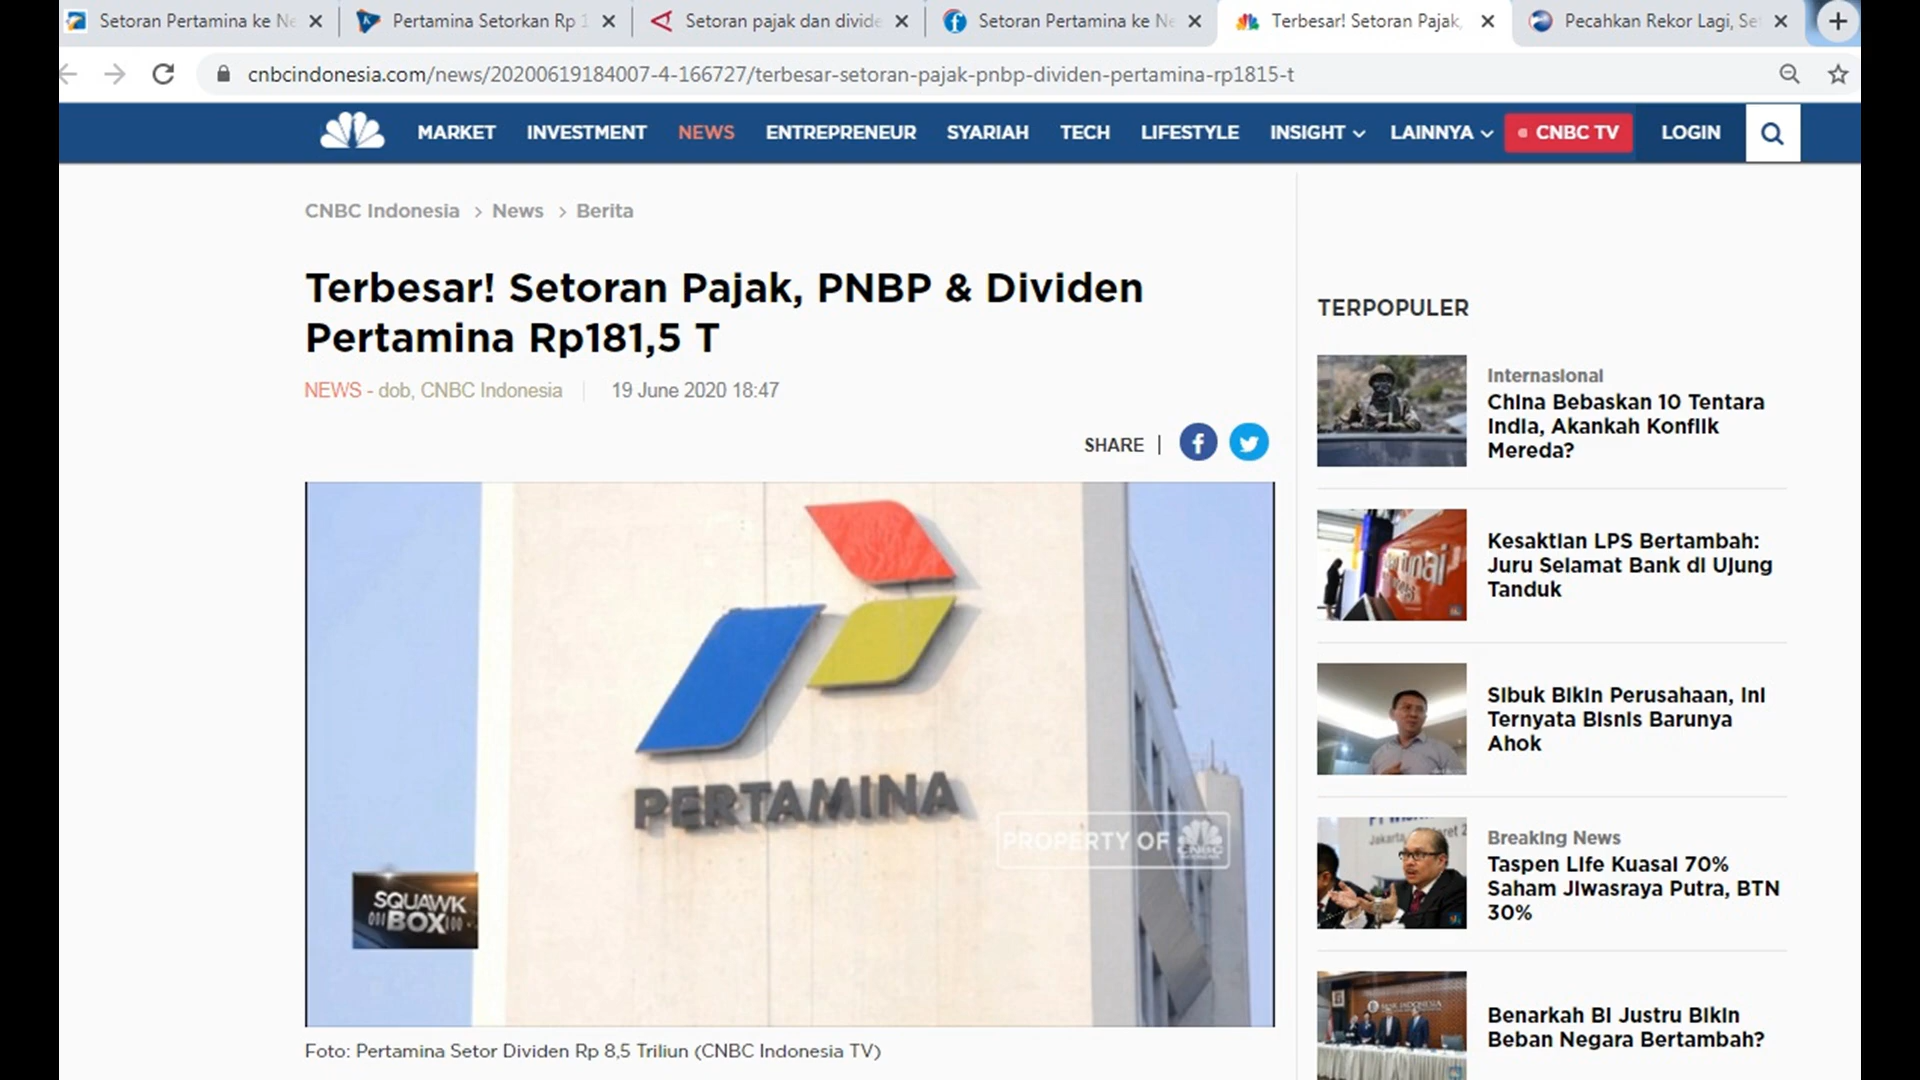 Setoran Pertamina ke Ne
Pertamina Setorkan Rp 1
Setoran pajak dan divide
Setoran Pertamina ke Ne
Terbesar! Setoran Pajak,
Pecahkan Rekor Lagi, Se
cnbcindonesia.com/news/20200619184007-4-166727/terbesar-setoran-pajak-pnbp-dividen-pertamina-rp1815-t
MARKET INVESTMENT NEWS ENTREPRENEUR SYARIAH TECH LIFESTYLE INSIGHT LAINNYA CNBC TV LOGIN
CNBC Indonesia > News > Berita
Terbesar! Setoran Pajak, PNBP & Dividen
Pertamina Rp181,5 T
NEWS - dob, CNBC Indonesia
19 June 2020 18:47
SHARE |
PERTAMINA
PROPERTY OF
CNBC
SQUAWK
BOX
Foto: Pertamina Setor Dividen Rp 8,5 Triliun (CNBC Indonesia TV)
TERPOPULER
Internasional
China Bebaskan 10 Tentara
India, Akankah Konflik
Mereda?
Kesaktian LPS Bertambah:
Juru Selamat Bank di Ujung
Tanduk
Sibuk Bikin Perusahaan, Ini
Ternyata Bisnis Barunya
Ahok
Breaking News
Taspen Life Kuasai 70%
Saham Jiwasraya Putra, BTN
30%
Benarkah BI Justru Bikin
Beban Negara Bertambah?